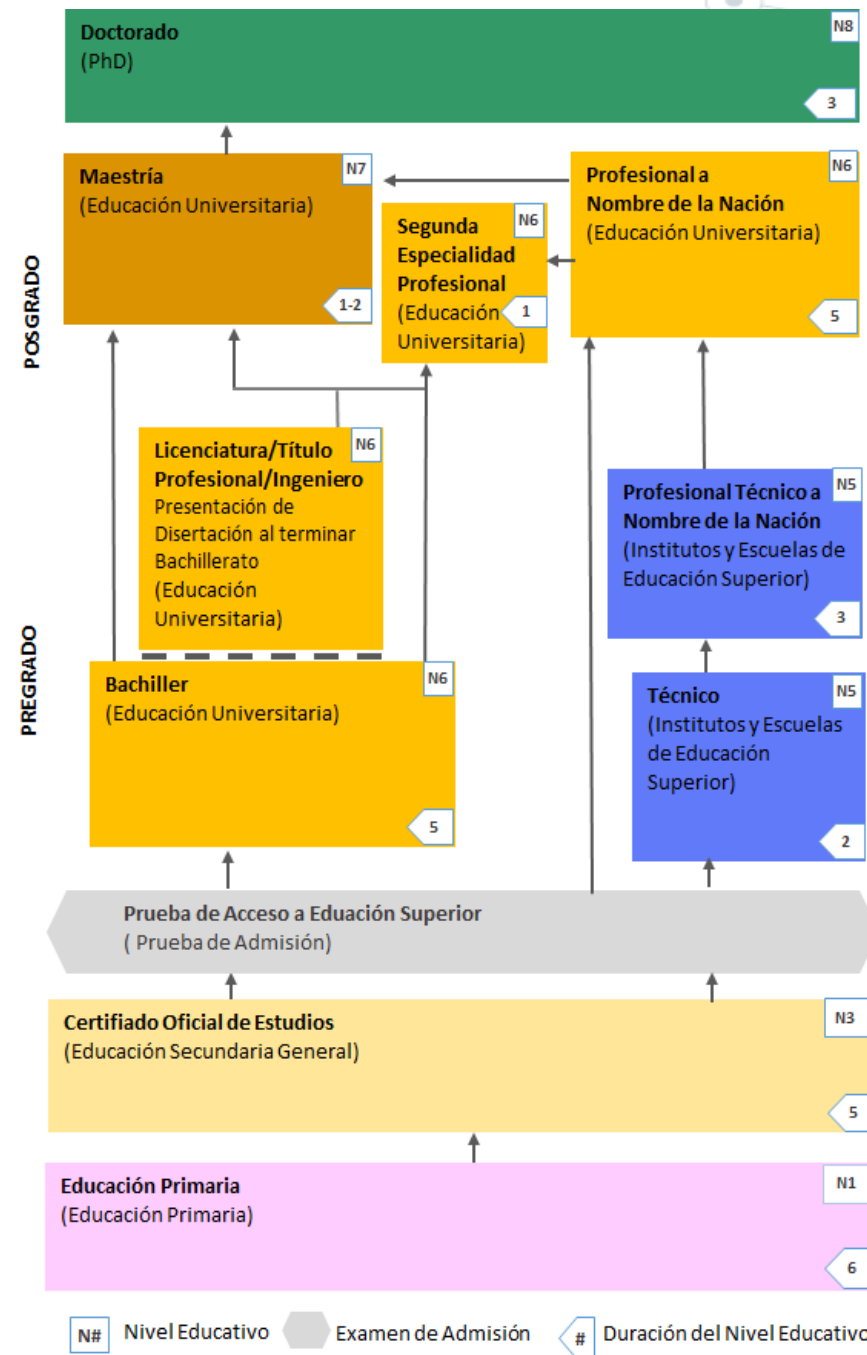 Doctorado
(PhD)
N8
3
POSGRADO
Maestría
(Educación Universitaria)
N7
1-2
Segunda
Especialidad
Profesional
(Educación
Universitaria)
N6
1
Profesional a
Nombre de la Nación
(Educación Universitaria)
N6
5
Licenciatura/Título
Profesional/Ingeniero
Presentación de
Disertación al terminar
Bachillerato
(Educación
Universitaria)
N6
Profesional Técnico a
Nombre de la Nación
(Institutos y Escuelas de
Educación Superior)
N5
3
PREGRADO
Bachiller
(Educación Universitaria)
N6
5
Técnico
(Institutos y Escuelas
de Educación
Superior)
N5
2
Prueba de Acceso a Eduación Superior
( Prueba de Admisión)
Certifiado Oficial de Estudios
(Educación Secundaria General)
N3
5
Educación Primaria
(Educación Primaria)
N1
6
N# Nivel Educativo
Examen de Admisión
# Duración del Nivel Educativo